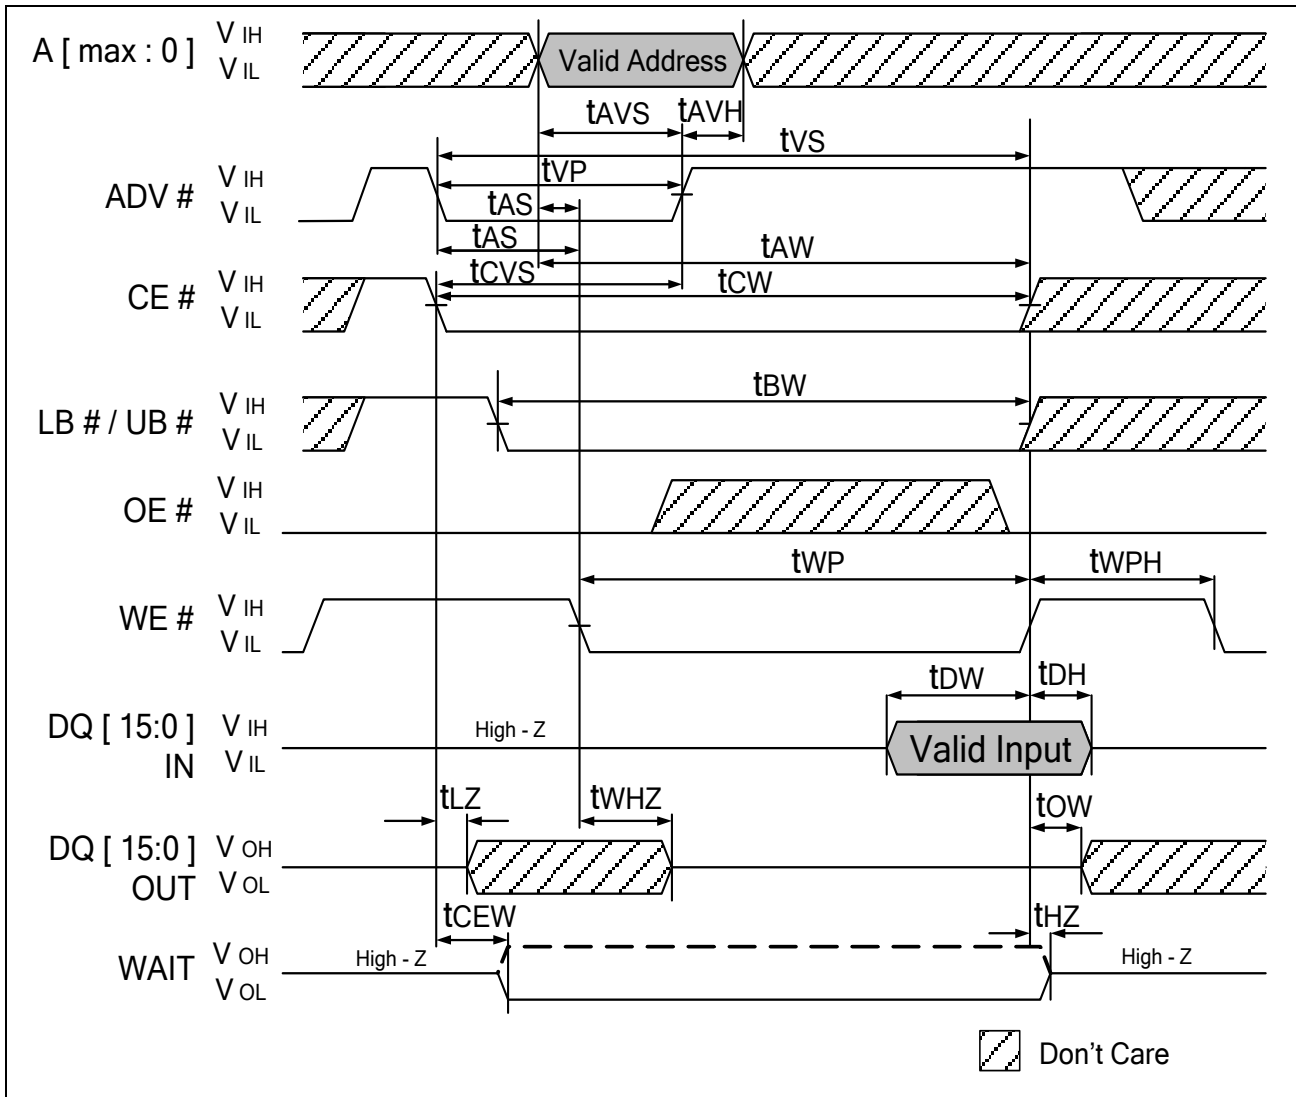 A [ max : 0 ] V IH
V IL
Valid Address
tAVS tAVH
tVS
ADV # V IH
V IL
tVP
tAS
tAS
tAW
tCVS
tCW
CE # V IH
V IL
tBW
LB # / UB # V IH
V IL
OE # V IH
V IL
tWP tWPH
WE # V IH
V IL
tDW tDH
DQ [ 15:0 ] IN V IH
V IL
High - Z
Valid Input
tLZ tWHZ tOW
DQ [ 15:0 ] OUT V OH
V OL
tCEW tHZ
WAIT V OH
V OL
High - Z
High - Z
Don't Care